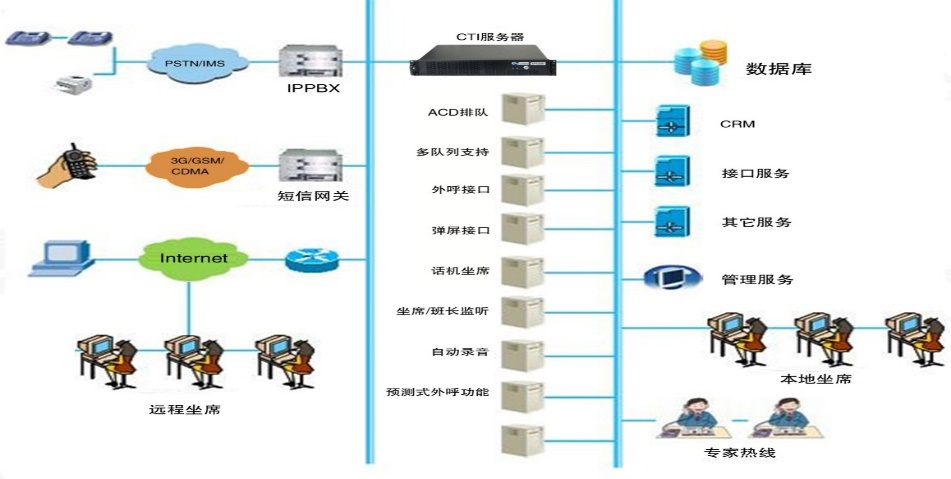 PSTN/IMS
IPPBX
3G/GSM/
CDMA
短信网关
Internet
远程坐席
CTI服务器
ACD排队
多队列支持
外呼接口
弹屏接口
话机坐席
坐席/班长监听
自动录音
预测式外呼功能
数据库
CRM
接口服务
其它服务
管理服务
本地坐席
专家热线